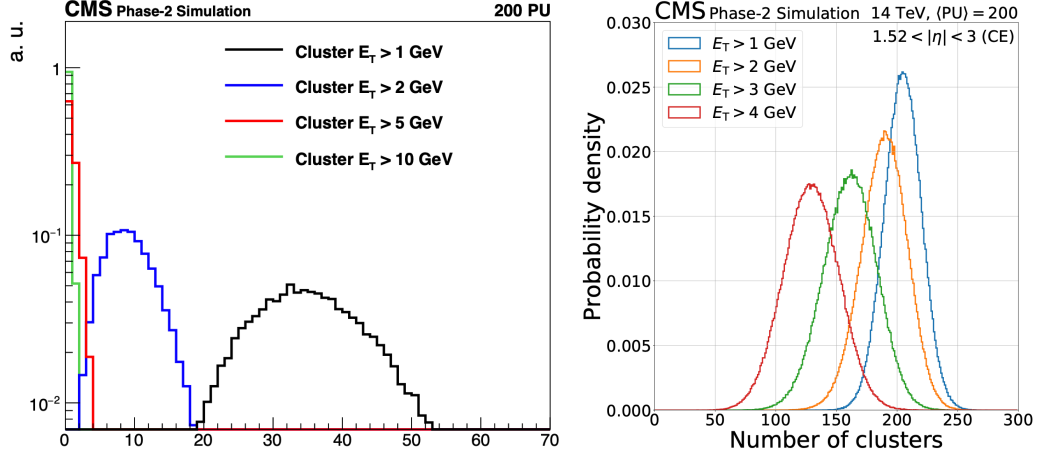 CMS Phase-2 Simulation 200 PU
a. u.
Cluster E_T > 1 GeV
Cluster E_T > 2 GeV
Cluster E_T > 5 GeV
Cluster E_T > 10 GeV
1
10⁻¹
10⁻²
0 10 20 30 40 50 60 70
CMS Phase-2 Simulation 14 TeV, ⟨PU⟩ = 200
1.52 < |η| < 3 (CE)
E_T > 1 GeV
E_T > 2 GeV
E_T > 3 GeV
E_T > 4 GeV
Probability density
0.030
0.025
0.020
0.015
0.010
0.005
0.000
0 50 100 150 200 250 300
Number of clusters